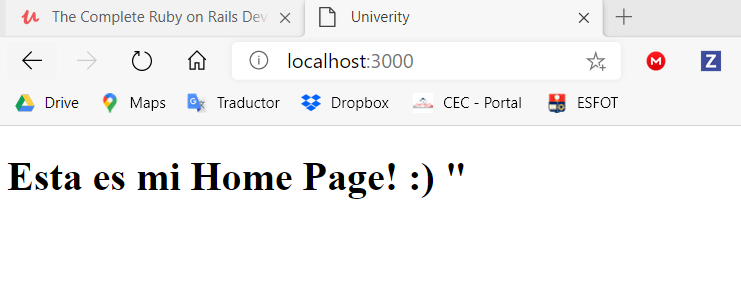 The Complete Ruby on Rails Dev
Univerity
localhost:3000
M
Z
Drive Maps Traductor Dropbox CEC - Portal ESFOT
Esta es mi Home Page! :) "